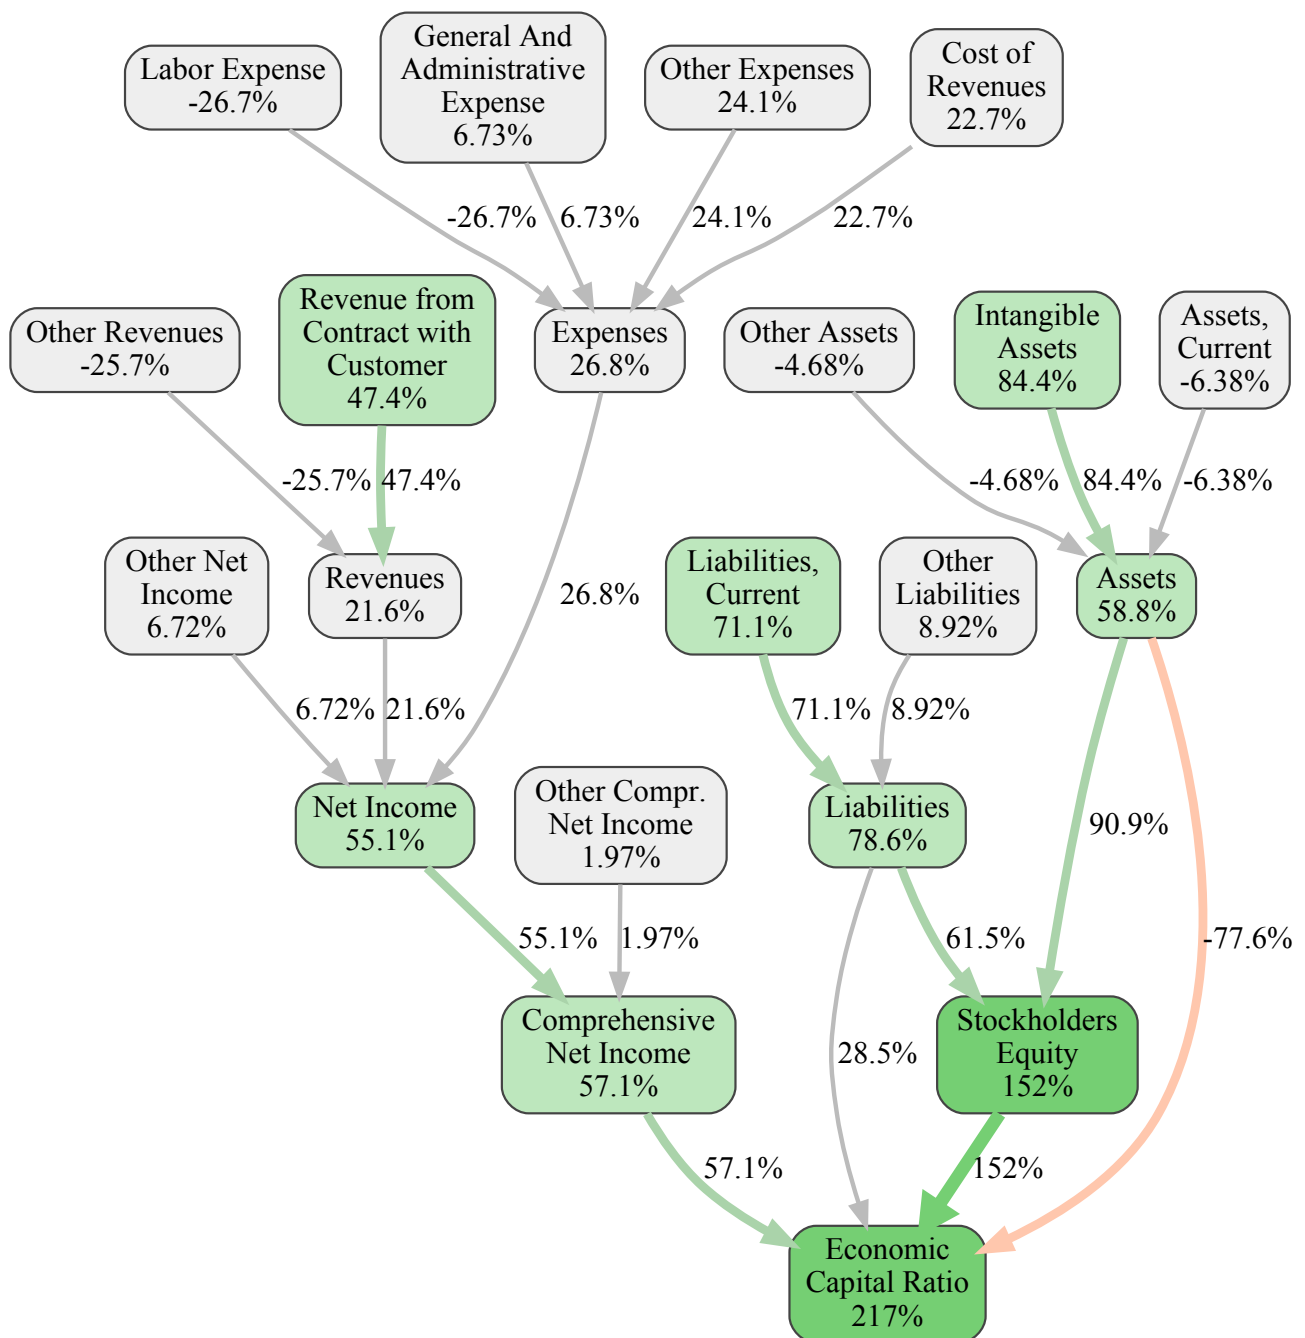 Labor Expense
-26.7%
General And
Administrative
Expense
6.73%
Other Expenses
24.1%
Cost of
Revenues
22.7%
-26.7%
6.73%
24.1%
22.7%
Other Revenues
-25.7%
Revenue from
Contract with
Customer
47.4%
Expenses
26.8%
Other Assets
-4.68%
Intangible
Assets
84.4%
Assets,
Current
-6.38%
-25.7%
47.4%
26.8%
-4.68%
84.4%
-6.38%
Other Net
Income
6.72%
Revenues
21.6%
Liabilities,
Current
71.1%
Other
Liabilities
8.92%
Assets
58.8%
6.72%
21.6%
71.1%
8.92%
90.9%
-77.6%
Net Income
55.1%
Other Compr.
Net Income
1.97%
Liabilities
78.6%
55.1%
1.97%
61.5%
28.5%
Comprehensive
Net Income
57.1%
Stockholders
Equity
152%
57.1%
152%
Economic
Capital Ratio
217%